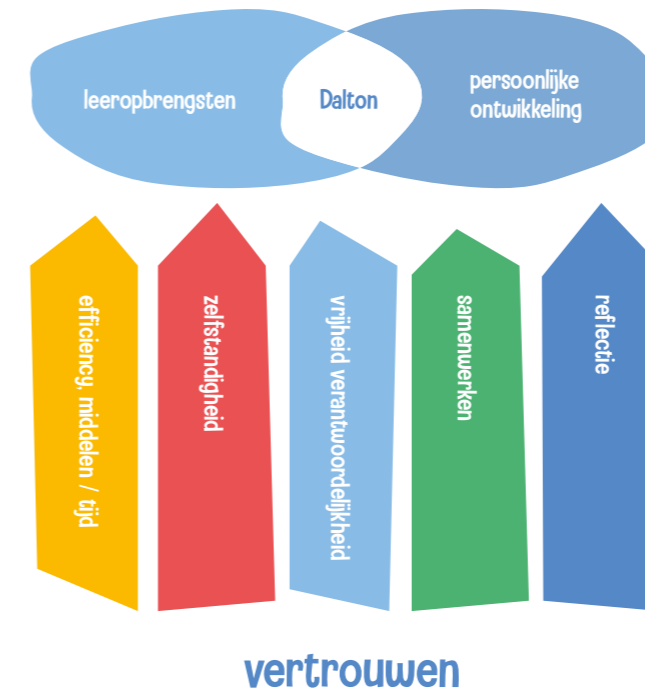 leeropbrengsten
Dalton
persoonlijke
ontwikkeling
efficiency, middelen / tijd
zelfstandigheid
vrijheid verantwoordelijkheid
samenwerken
reflectie
vertrouwen